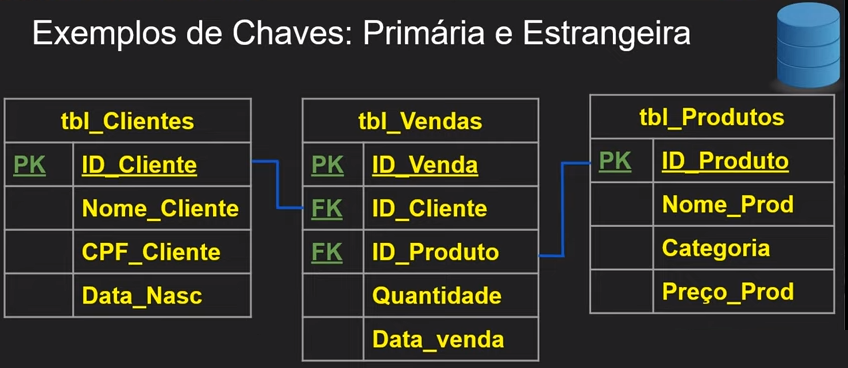 Exemplos de Chaves: Primária e Estrangeira
tbl_Clientes
PK ID_Cliente
Nome_Cliente
CPF_Cliente
Data_Nasc
tbl_Vendas
PK ID_Venda
FK ID_Cliente
FK ID_Produto
Quantidade
Data_venda
tbl_Produtos
PK ID_Produto
Nome_Prod
Categoria
Preço_Prod